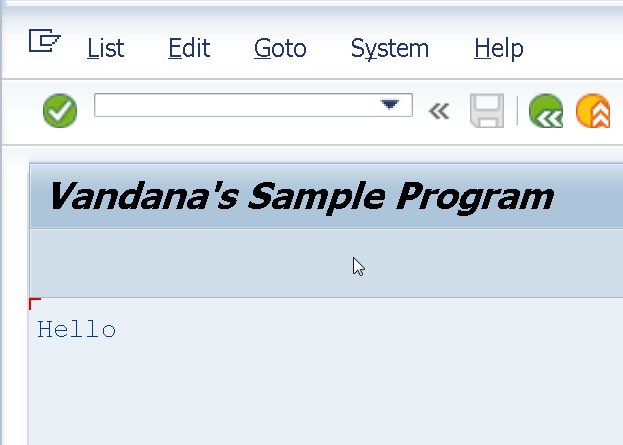 List Edit Goto System Help
Vandana's Sample Program
Hello